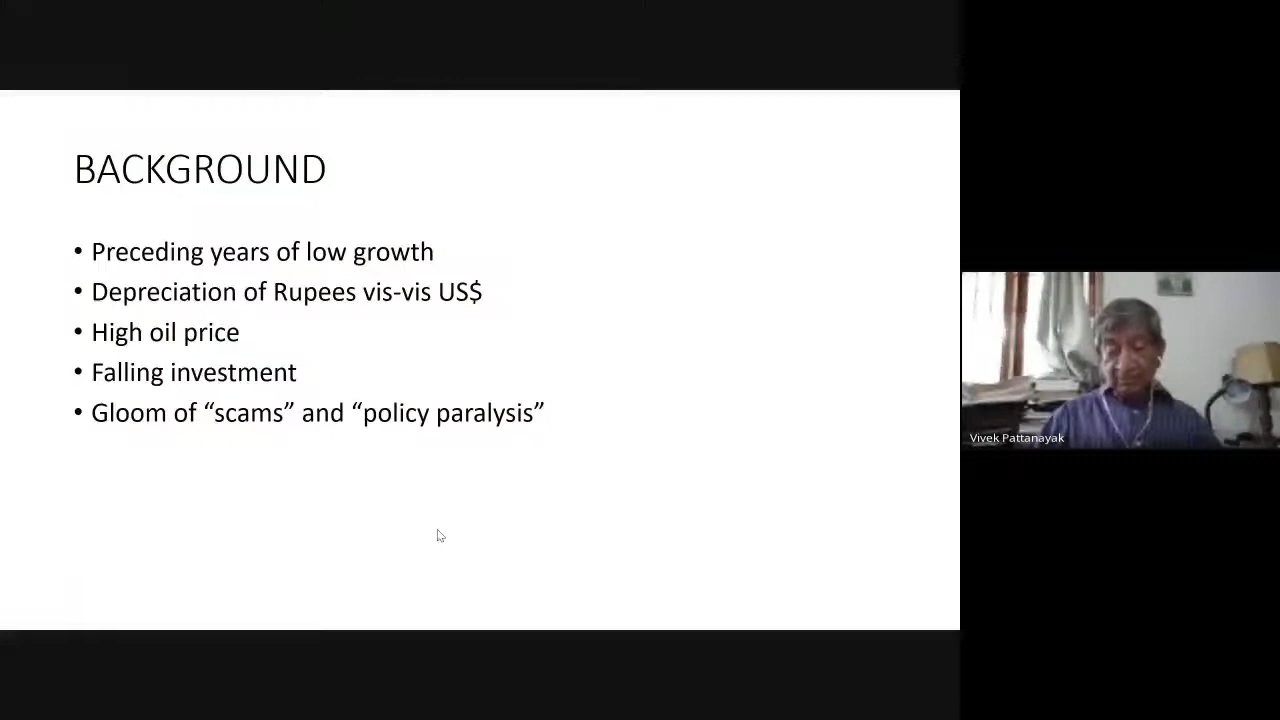 BACKGROUND
• Preceding years of low growth
• Depreciation of Rupees vis-vis US$
• High oil price
• Falling investment
• Gloom of “scams” and “policy paralysis”
Vivek Pattanayak